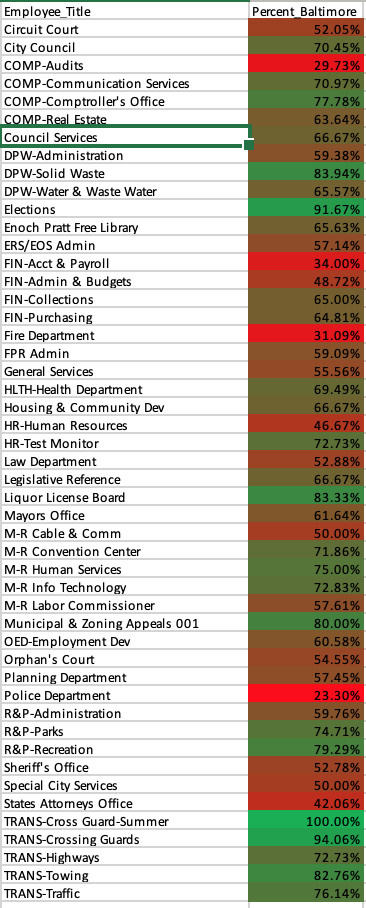 Employee_Title Percent_Baltimore
Circuit Court 52.05%
City Council 70.45%
COMP-Audits 29.73%
COMP-Communication Services 70.97%
COMP-Comptroller's Office 77.78%
COMP-Real Estate 63.64%
Council Services 66.67%
DPW-Administration 59.38%
DPW-Solid Waste 83.94%
DPW-Water & Waste Water 65.57%
Elections 91.67%
Enoch Pratt Free Library 65.63%
ERS/EOS Admin 57.14%
FIN-Acct & Payroll 34.00%
FIN-Admin & Budgets 48.72%
FIN-Collections 65.00%
FIN-Purchasing 64.81%
Fire Department 31.09%
FPR Admin 59.09%
General Services 55.56%
HLTH-Health Department 69.49%
Housing & Community Dev 66.67%
HR-Human Resources 46.67%
HR-Test Monitor 72.73%
Law Department 52.88%
Legislative Reference 66.67%
Liquor License Board 83.33%
Mayors Office 61.64%
M-R Cable & Comm 50.00%
M-R Convention Center 71.86%
M-R Human Services 75.00%
M-R Info Technology 72.83%
M-R Labor Commissioner 57.61%
Municipal & Zoning Appeals 001 80.00%
OED-Employment Dev 60.58%
Orphan's Court 54.55%
Planning Department 57.45%
Police Department 23.30%
R&P-Administration 59.76%
R&P-Parks 74.71%
R&P-Recreation 79.29%
Sheriff's Office 52.78%
Special City Services 50.00%
States Attorneys Office 42.06%
TRANS-Cross Guard-Summer 100.00%
TRANS-Crossing Guards 94.06%
TRANS-Highways 72.73%
TRANS-Towing 82.76%
TRANS-Traffic 76.14%